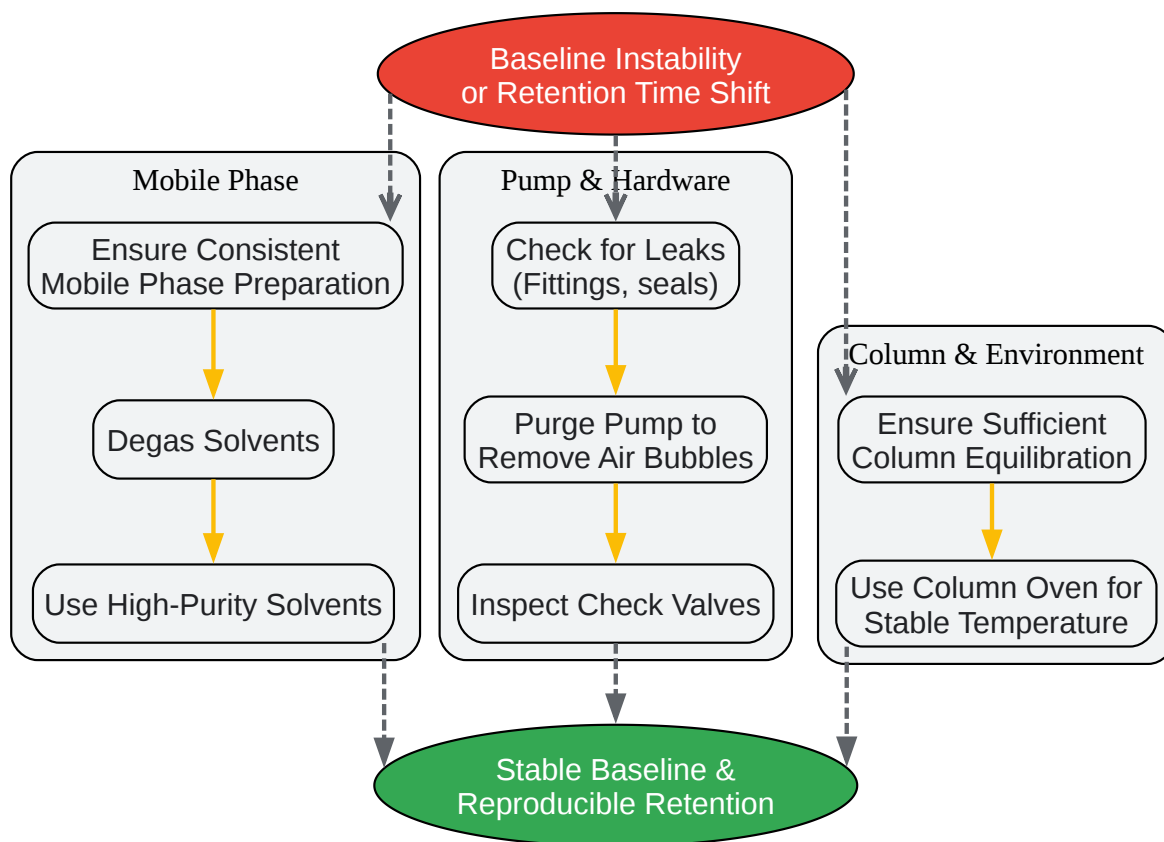 Baseline Instability
or Retention Time Shift
Mobile Phase
Ensure Consistent
Mobile Phase Preparation
Degas Solvents
Use High-Purity Solvents
Pump & Hardware
Check for Leaks
(Fittings, seals)
Purge Pump to
Remove Air Bubbles
Inspect Check Valves
Column & Environment
Ensure Sufficient
Column Equilibration
Use Column Oven for
Stable Temperature
Stable Baseline &
Reproducible Retention